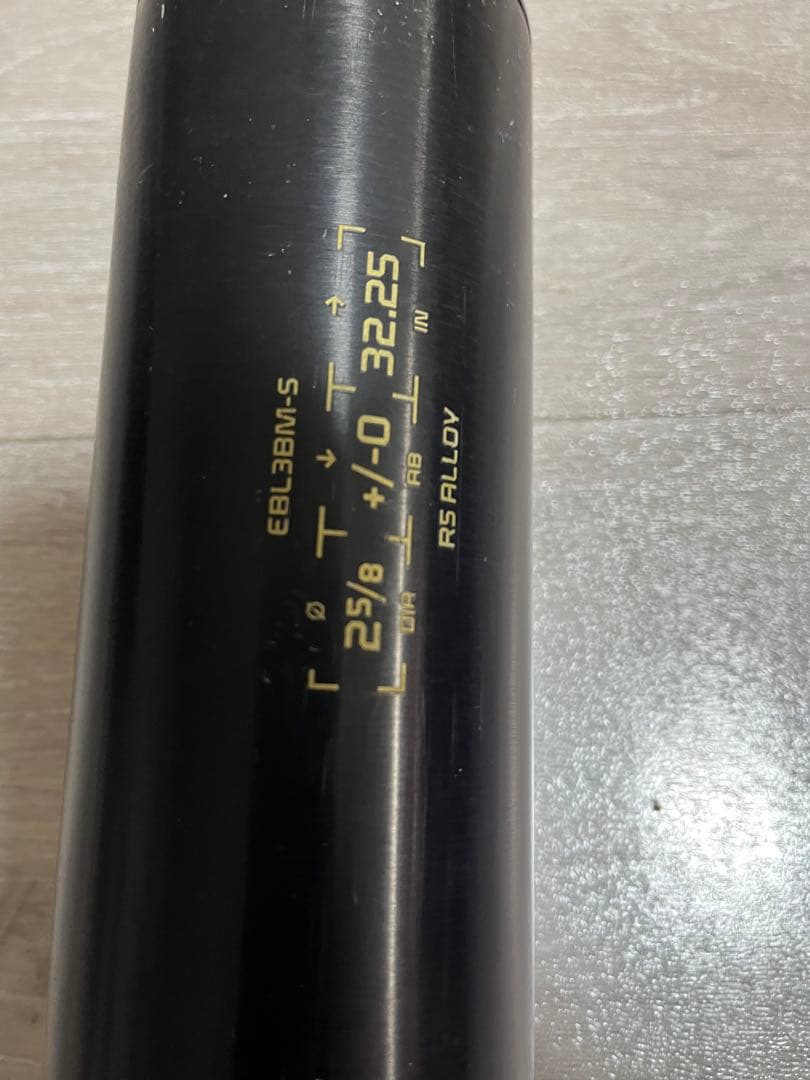 EBL3BM-S
Ø ↓ ↑
2⁵/₈ +/-0 32.25
DIA AB IN
RS ALLOY